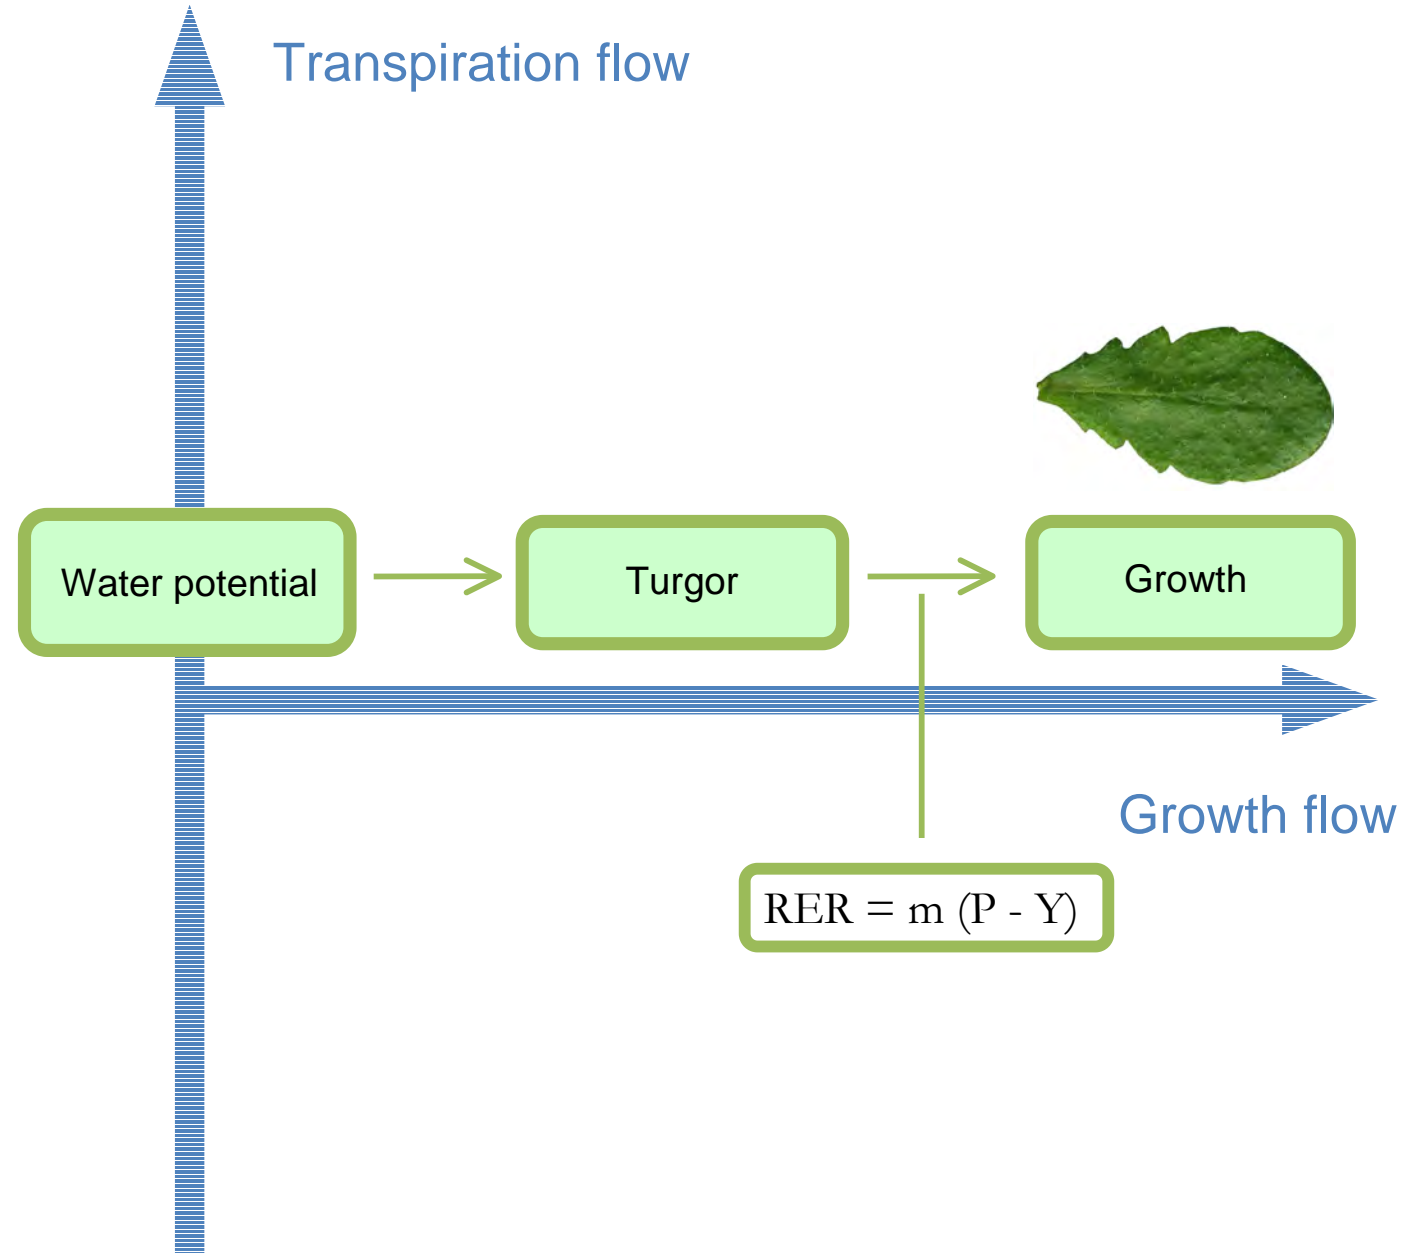 Transpiration flow
Water potential
Turgor
Growth
Growth flow
RER = m (P - Y)